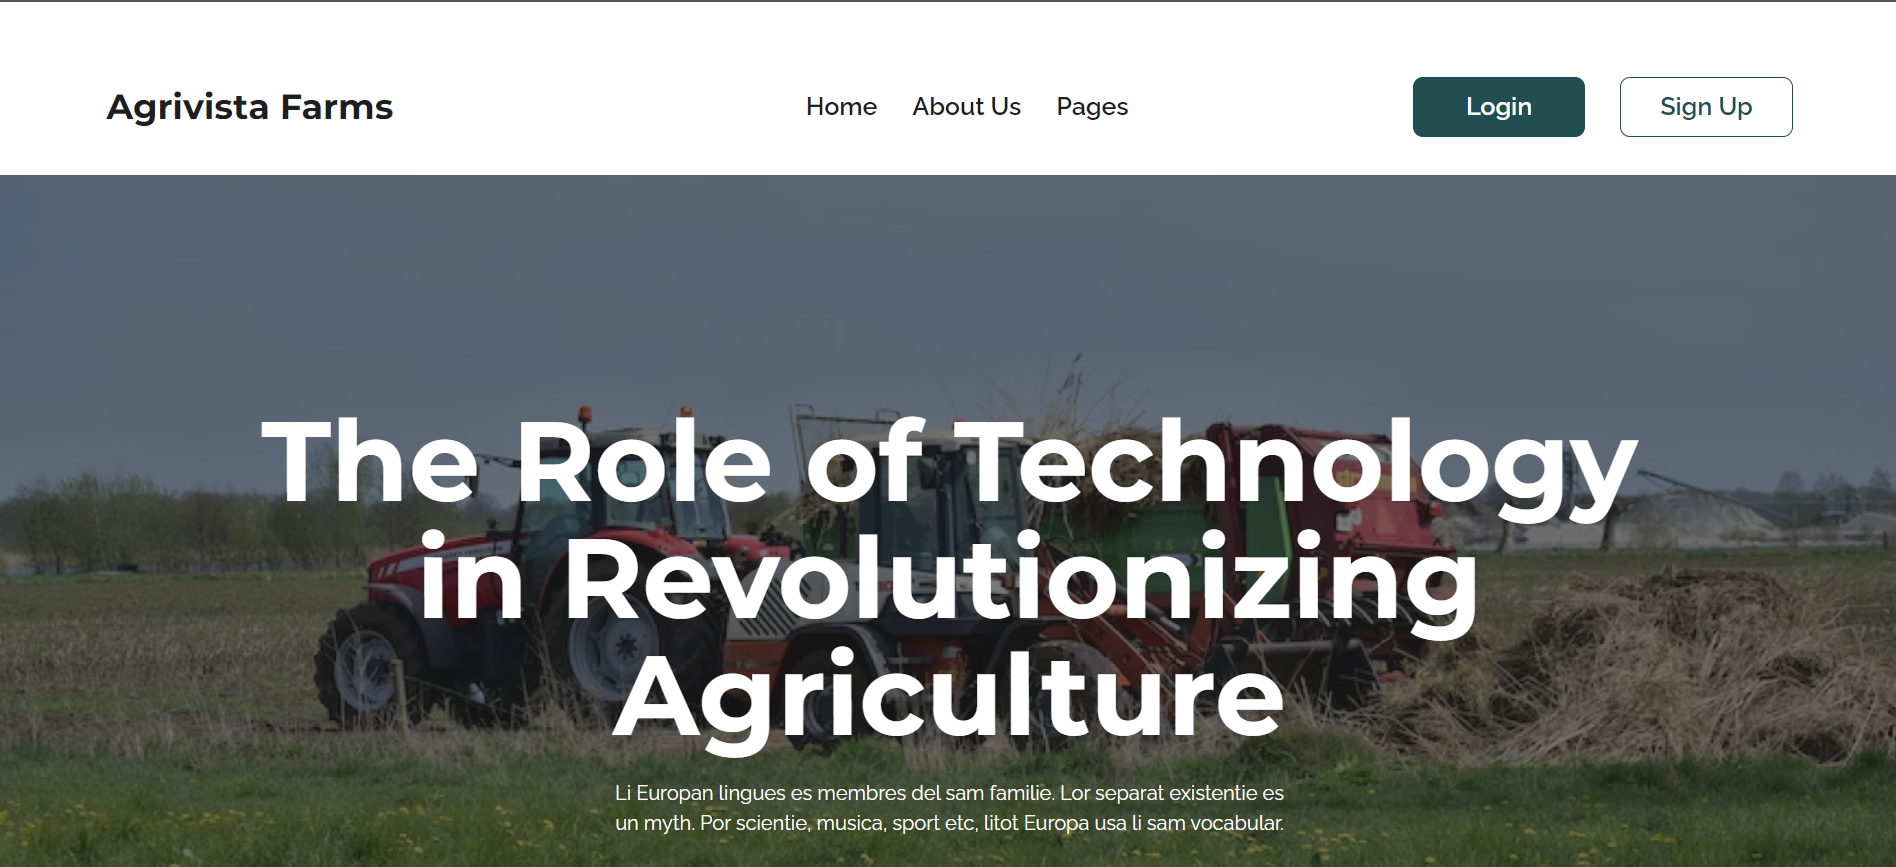 Agrivista Farms
Home About Us Pages
Login Sign Up
The Role of Technology
in Revolutionizing
Agriculture
Li Europan lingues es membres del sam familie. Lor separat existentie es
un myth. Por scientie, musica, sport etc, litot Europa usa li sam vocabular.